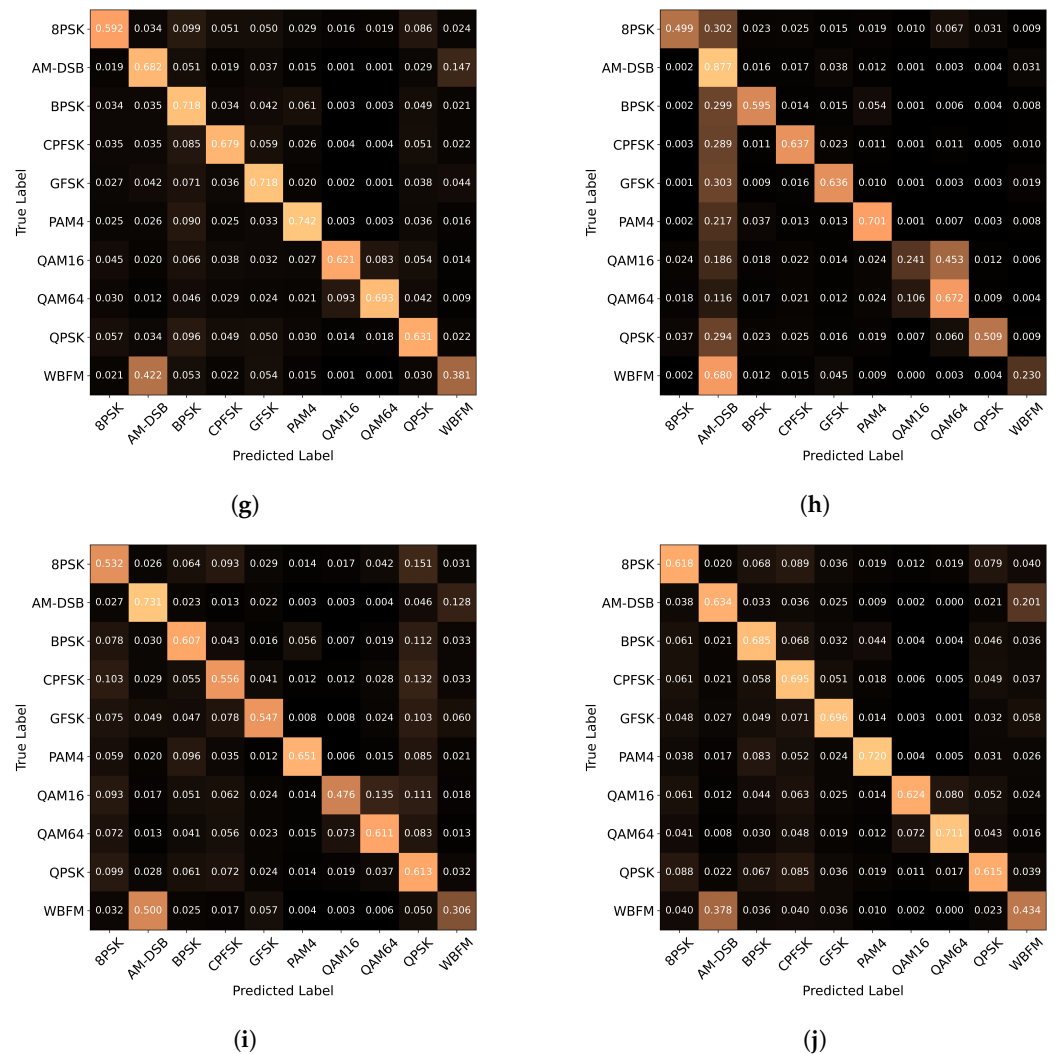 8PSK 0.592 0.034 0.099 0.051 0.050 0.029 0.016 0.019 0.086 0.024
AM-DSB 0.019 0.682 0.051 0.019 0.037 0.015 0.001 0.001 0.029 0.147
BPSK 0.034 0.035 0.718 0.034 0.042 0.061 0.003 0.003 0.049 0.021
CPFSK 0.035 0.035 0.085 0.679 0.059 0.026 0.004 0.004 0.051 0.022
GFSK 0.027 0.042 0.071 0.036 0.718 0.020 0.002 0.001 0.038 0.044
PAM4 0.025 0.026 0.090 0.025 0.033 0.742 0.003 0.003 0.036 0.016
QAM16 0.045 0.020 0.066 0.038 0.032 0.027 0.621 0.083 0.054 0.014
QAM64 0.030 0.012 0.046 0.029 0.024 0.021 0.093 0.693 0.042 0.009
QPSK 0.057 0.034 0.096 0.049 0.050 0.030 0.014 0.018 0.631 0.022
WBFM 0.021 0.422 0.053 0.022 0.054 0.015 0.001 0.001 0.030 0.381
True Label
8PSK AM-DSB BPSK CPFSK GFSK PAM4 QAM16 QAM64 QPSK WBFM
Predicted Label
(g)
8PSK 0.499 0.302 0.023 0.025 0.015 0.019 0.010 0.067 0.031 0.009
AM-DSB 0.002 0.877 0.016 0.017 0.038 0.012 0.001 0.003 0.004 0.031
BPSK 0.002 0.299 0.595 0.014 0.015 0.054 0.001 0.006 0.004 0.008
CPFSK 0.003 0.289 0.011 0.637 0.023 0.011 0.001 0.011 0.005 0.010
GFSK 0.001 0.303 0.009 0.016 0.636 0.010 0.001 0.003 0.003 0.019
PAM4 0.002 0.217 0.037 0.013 0.013 0.701 0.001 0.007 0.003 0.008
QAM16 0.024 0.186 0.018 0.022 0.014 0.024 0.241 0.453 0.012 0.006
QAM64 0.018 0.116 0.017 0.021 0.012 0.024 0.106 0.672 0.009 0.004
QPSK 0.037 0.294 0.023 0.025 0.016 0.019 0.007 0.060 0.509 0.009
WBFM 0.002 0.680 0.012 0.015 0.045 0.009 0.000 0.003 0.004 0.230
True Label
8PSK AM-DSB BPSK CPFSK GFSK PAM4 QAM16 QAM64 QPSK WBFM
Predicted Label
(h)
8PSK 0.532 0.026 0.064 0.093 0.029 0.014 0.017 0.042 0.151 0.031
AM-DSB 0.027 0.731 0.023 0.013 0.022 0.003 0.003 0.004 0.046 0.128
BPSK 0.078 0.030 0.607 0.043 0.016 0.056 0.007 0.019 0.112 0.033
CPFSK 0.103 0.029 0.055 0.556 0.041 0.012 0.012 0.028 0.132 0.033
GFSK 0.075 0.049 0.047 0.078 0.547 0.008 0.008 0.024 0.103 0.060
PAM4 0.059 0.020 0.096 0.035 0.012 0.651 0.006 0.015 0.085 0.021
QAM16 0.093 0.017 0.051 0.062 0.024 0.014 0.476 0.135 0.111 0.018
QAM64 0.072 0.013 0.041 0.056 0.023 0.015 0.073 0.611 0.083 0.013
QPSK 0.099 0.028 0.061 0.072 0.024 0.014 0.019 0.037 0.613 0.032
WBFM 0.032 0.500 0.025 0.017 0.057 0.004 0.003 0.006 0.050 0.306
True Label
8PSK AM-DSB BPSK CPFSK GFSK PAM4 QAM16 QAM64 QPSK WBFM
Predicted Label
(i)
8PSK 0.618 0.020 0.068 0.089 0.036 0.019 0.012 0.019 0.079 0.040
AM-DSB 0.038 0.634 0.033 0.036 0.025 0.009 0.002 0.000 0.021 0.201
BPSK 0.061 0.021 0.685 0.068 0.032 0.044 0.004 0.004 0.046 0.036
CPFSK 0.061 0.021 0.058 0.695 0.051 0.018 0.006 0.005 0.049 0.037
GFSK 0.048 0.027 0.049 0.071 0.696 0.014 0.003 0.001 0.032 0.058
PAM4 0.038 0.017 0.083 0.052 0.024 0.720 0.004 0.005 0.031 0.026
QAM16 0.061 0.012 0.044 0.063 0.025 0.014 0.624 0.080 0.052 0.024
QAM64 0.041 0.008 0.030 0.048 0.019 0.012 0.072 0.711 0.043 0.016
QPSK 0.088 0.022 0.067 0.085 0.036 0.019 0.011 0.017 0.615 0.039
WBFM 0.040 0.378 0.036 0.040 0.036 0.010 0.002 0.000 0.023 0.434
True Label
8PSK AM-DSB BPSK CPFSK GFSK PAM4 QAM16 QAM64 QPSK WBFM
Predicted Label
(j)